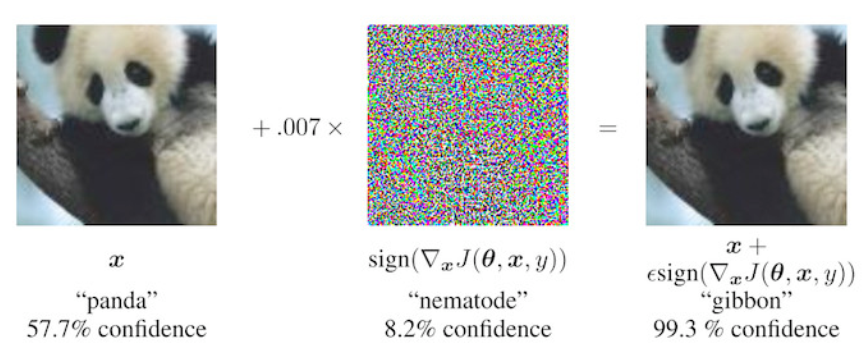 + .007 ×
=
x
"panda"
57.7% confidence
sign(∇ₓJ(θ, x, y))
"nematode"
8.2% confidence
x +
ϵsign(∇ₓJ(θ, x, y))
"gibbon"
99.3 % confidence